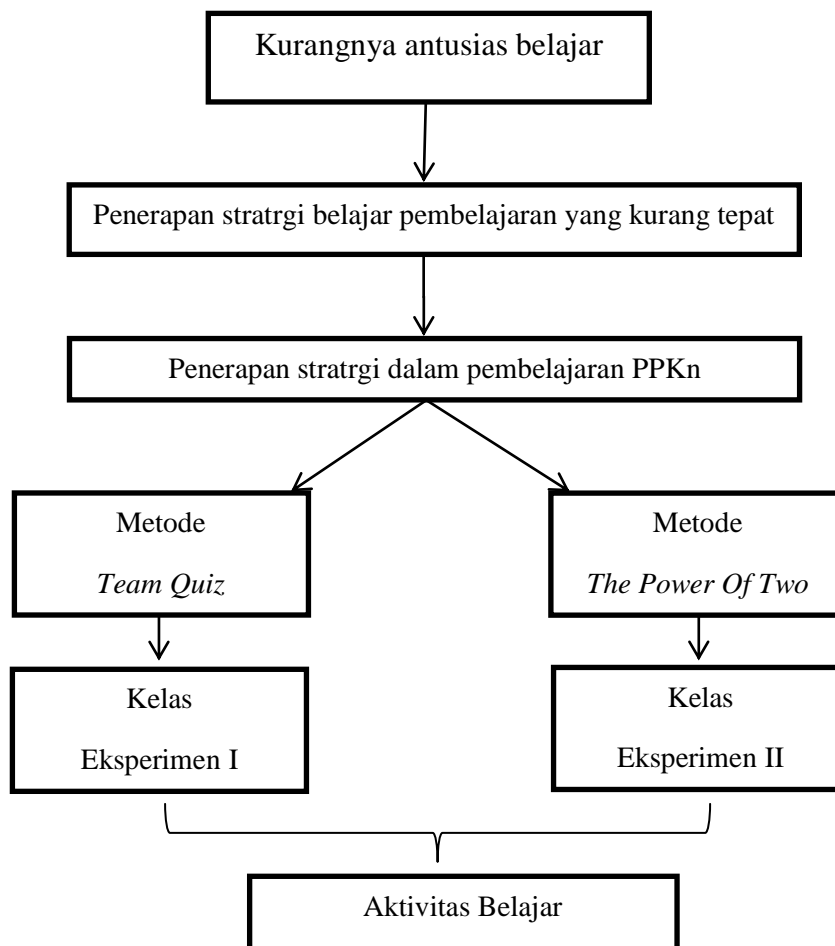 Kurangnya antusias belajar
Penerapan stratrgi belajar pembelajaran yang kurang tepat
Penerapan stratrgi dalam pembelajaran PPKn
Metode
Team Quiz
Metode
The Power Of Two
Kelas
Eksperimen I
Kelas
Eksperimen II
Aktivitas Belajar